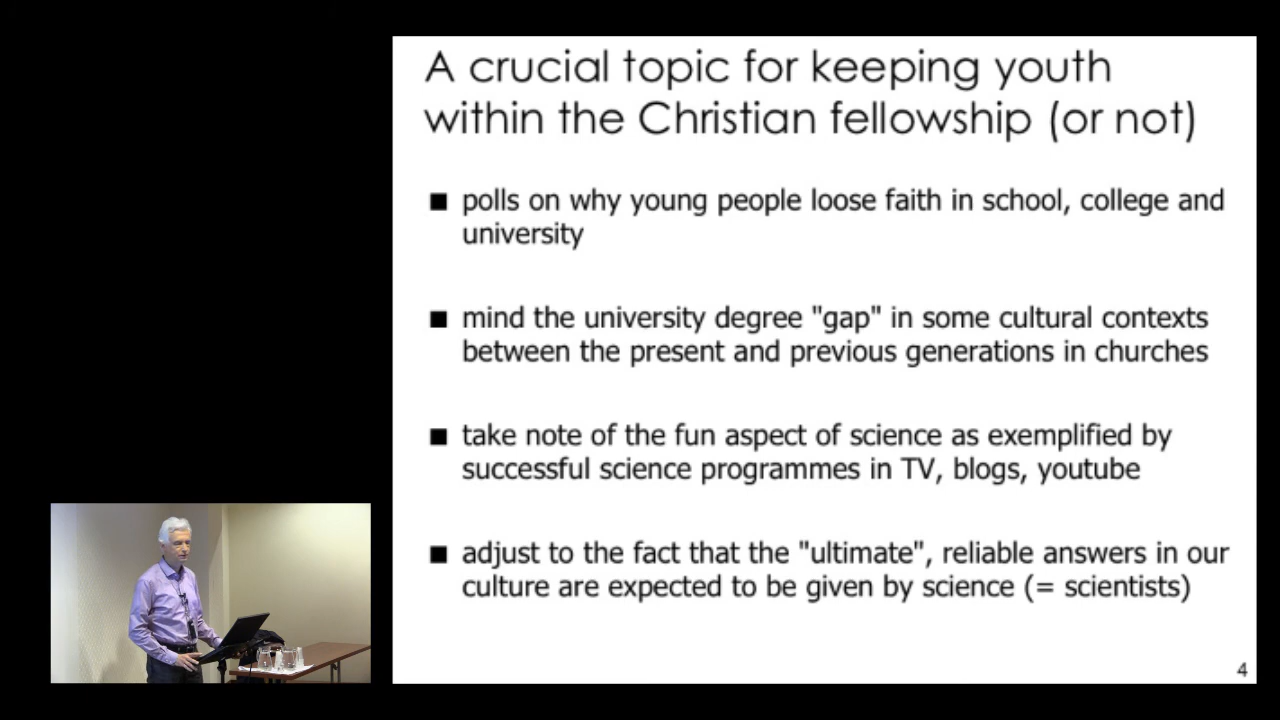 A crucial topic for keeping youth
within the Christian fellowship (or not)
■ polls on why young people loose faith in school, college and
university
■ mind the university degree "gap" in some cultural contexts
between the present and previous generations in churches
■ take note of the fun aspect of science as exemplified by
successful science programmes in TV, blogs, youtube
■ adjust to the fact that the "ultimate", reliable answers in our
culture are expected to be given by science (= scientists)
4